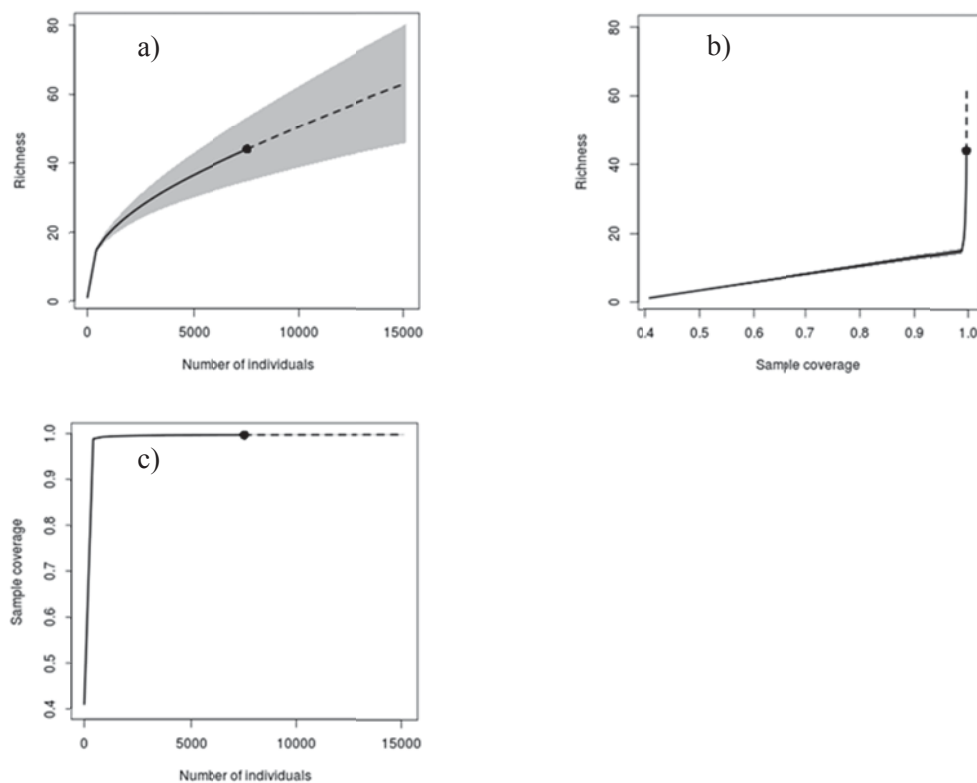 a)
80
60
40
20
0
Richness
0 5000 10000 15000
Number of individuals
b)
80
60
40
20
0
Richness
0.4 0.5 0.6 0.7 0.8 0.9 1.0
Sample coverage
c)
1.0
0.9
0.8
0.7
0.6
0.5
0.4
Sample coverage
0 5000 10000 15000
Number of individuals